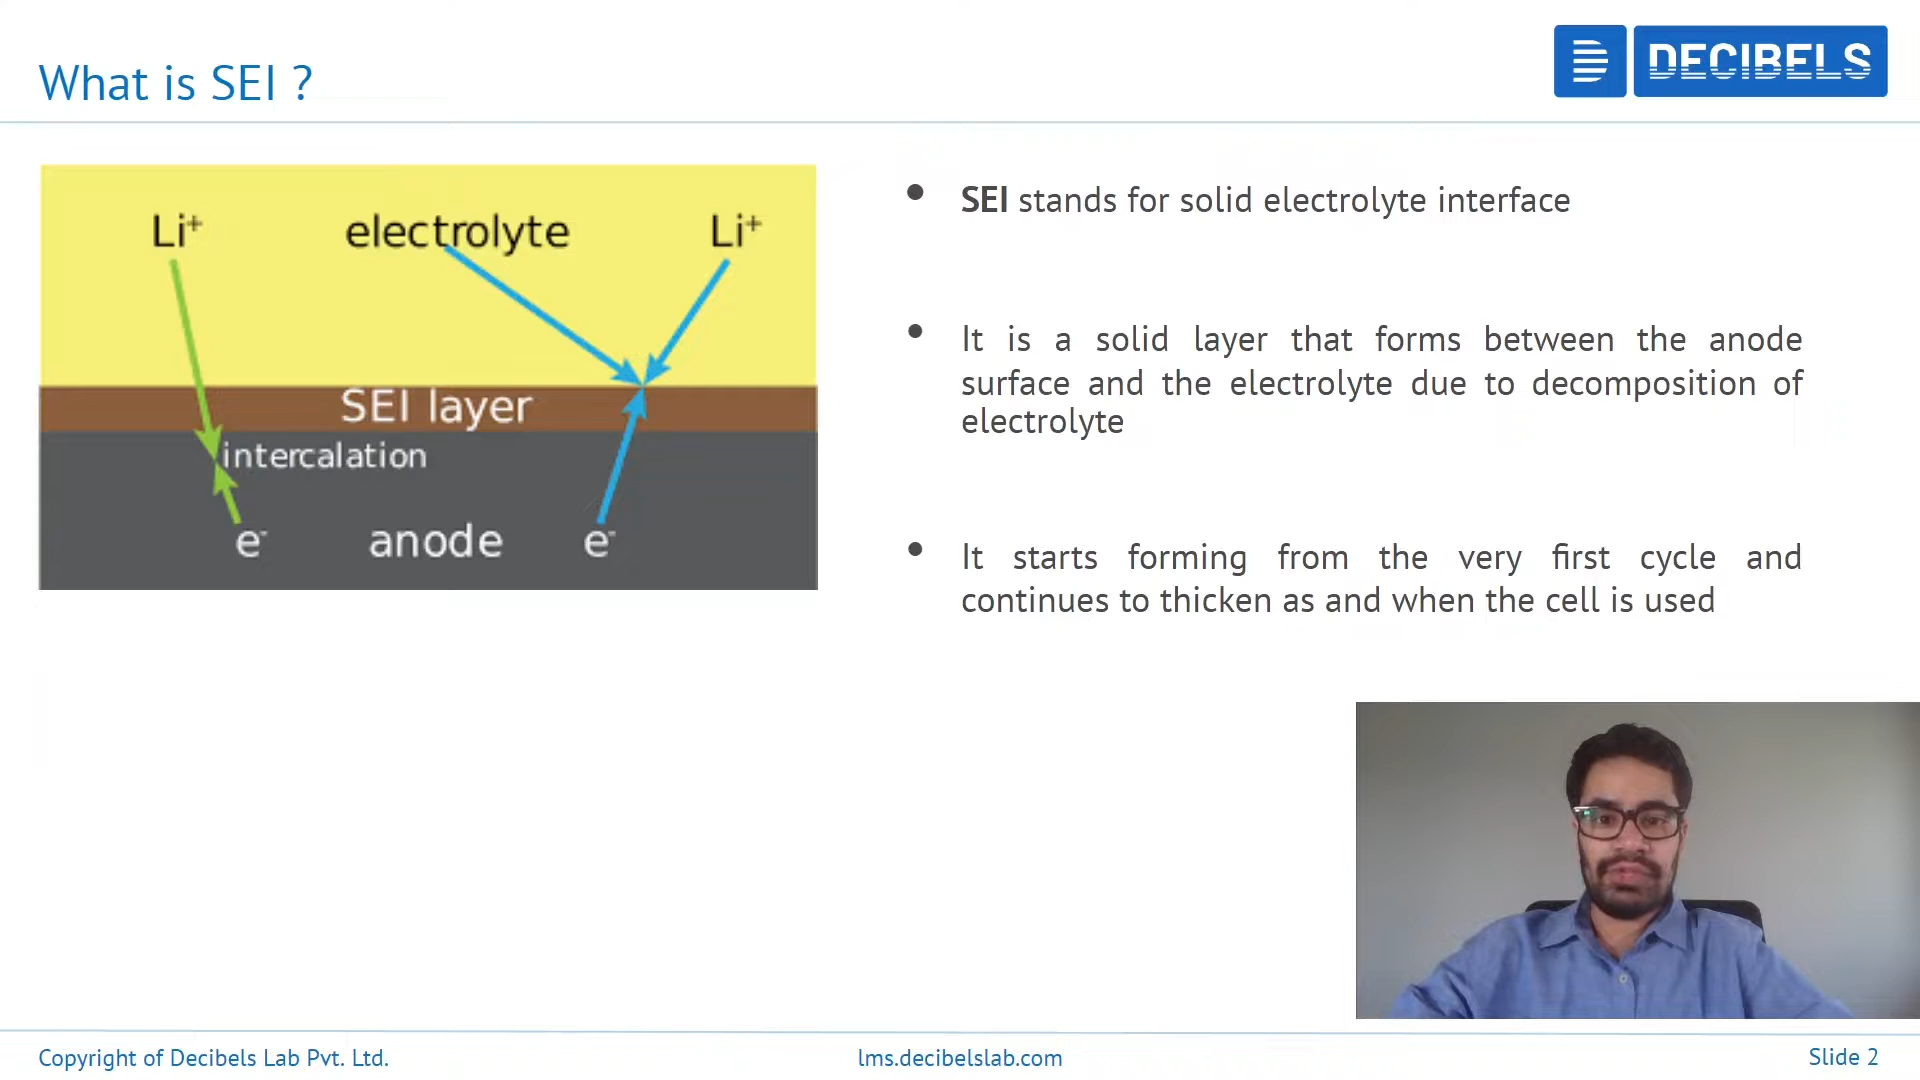 What is SEI ?
DECIBELS
Li⁺ electrolyte Li⁺
SEI layer
intercalation
e⁻ anode e⁻
• SEI stands for solid electrolyte interface
• It is a solid layer that forms between the anode
surface and the electrolyte due to decomposition of
electrolyte
• It starts forming from the very first cycle and
continues to thicken as and when the cell is used
Copyright of Decibels Lab Pvt. Ltd.
lms.decibelslab.com
Slide 2